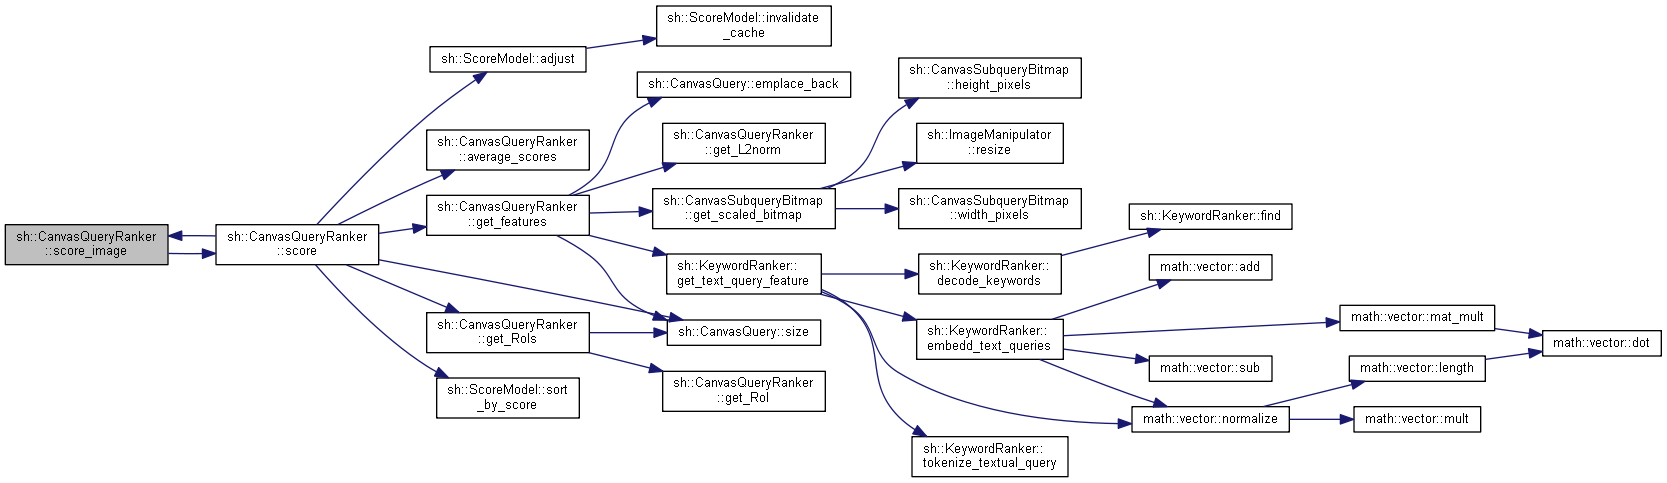 sh::CanvasQueryRanker
::score_image
sh::CanvasQueryRanker
::score
sh::ScoreModel::adjust
sh::ScoreModel::invalidate
_cache
sh::CanvasQueryRanker
::average_scores
sh::CanvasQueryRanker
::get_features
sh::CanvasQuery::emplace_back
sh::CanvasQueryRanker
::get_L2norm
sh::CanvasSubqueryBitmap
::get_scaled_bitmap
sh::CanvasSubqueryBitmap
::height_pixels
sh::ImageManipulator
::resize
sh::CanvasSubqueryBitmap
::width_pixels
sh::KeywordRanker::
get_text_query_feature
sh::KeywordRanker::
decode_keywords
sh::KeywordRanker::find
sh::KeywordRanker::
embedd_text_queries
math::vector::add
math::vector::mat_mult
math::vector::dot
math::vector::sub
math::vector::length
math::vector::normalize
math::vector::mult
sh::KeywordRanker::
tokenize_textual_query
sh::CanvasQuery::size
sh::CanvasQueryRanker
::get_RoIs
sh::CanvasQueryRanker
::get_RoI
sh::ScoreModel::sort
_by_score